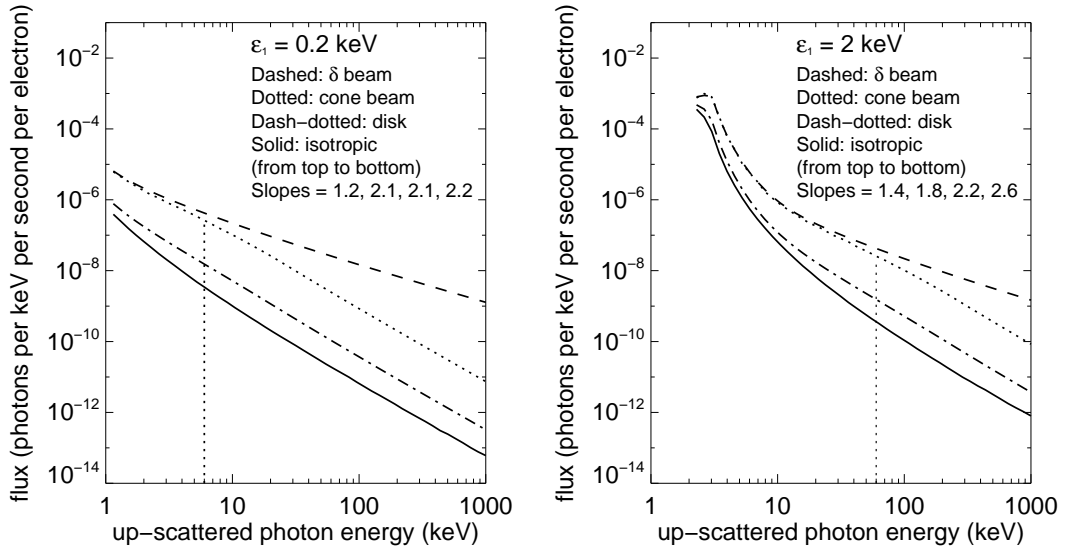 flux (photons per keV per second per electron)
10⁻²
10⁻⁴
10⁻⁶
10⁻⁸
10⁻¹⁰
10⁻¹²
10⁻¹⁴
ε₁ = 0.2 keV
Dashed: δ beam
Dotted: cone beam
Dash−dotted: disk
Solid: isotropic
(from top to bottom)
Slopes = 1.2, 2.1, 2.1, 2.2
1 10 100 1000
up−scattered photon energy (keV)
flux (photons per keV per second per electron)
10⁻²
10⁻⁴
10⁻⁶
10⁻⁸
10⁻¹⁰
10⁻¹²
10⁻¹⁴
ε₁ = 2 keV
Dashed: δ beam
Dotted: cone beam
Dash−dotted: disk
Solid: isotropic
(from top to bottom)
Slopes = 1.4, 1.8, 2.2, 2.6
1 10 100 1000
up−scattered photon energy (keV)